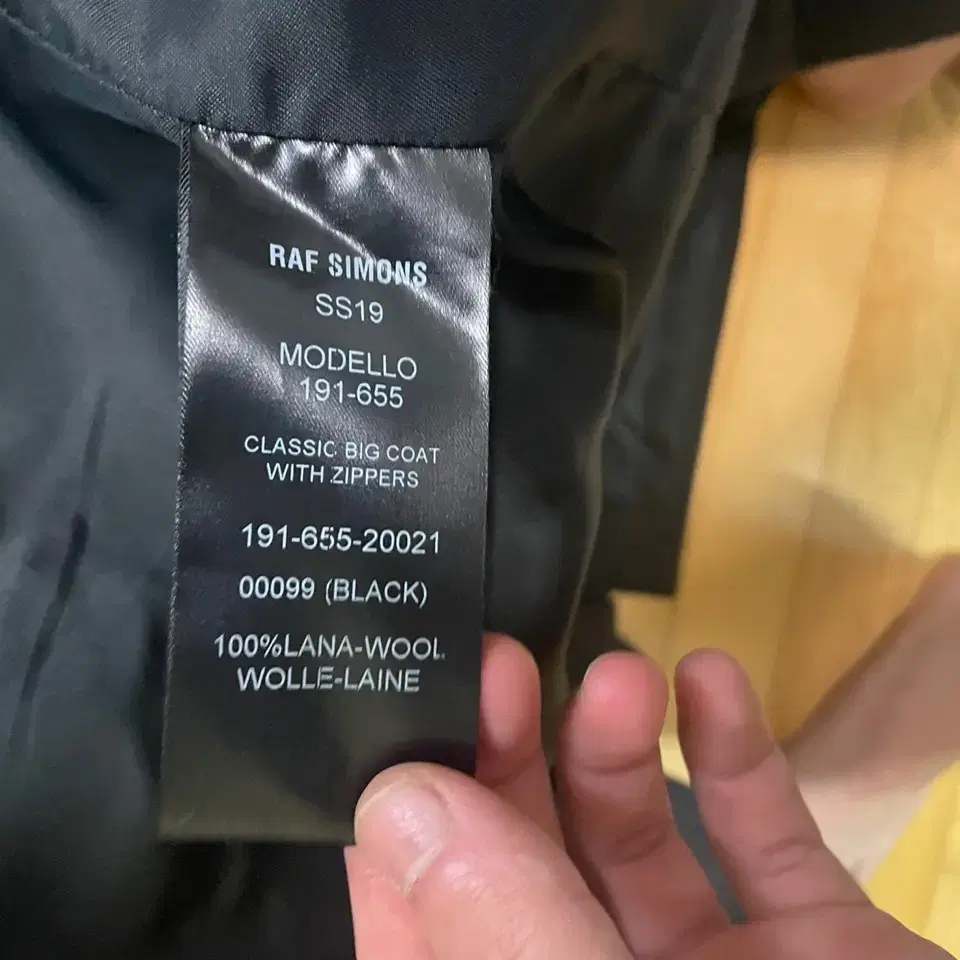 RAF SIMONS
SS19
MODELLO
191-655
CLASSIC BIG COAT
WITH ZIPPERS
191-655-20021
00099 (BLACK)
100%LANA-WOOL
WOLLE-LAINE